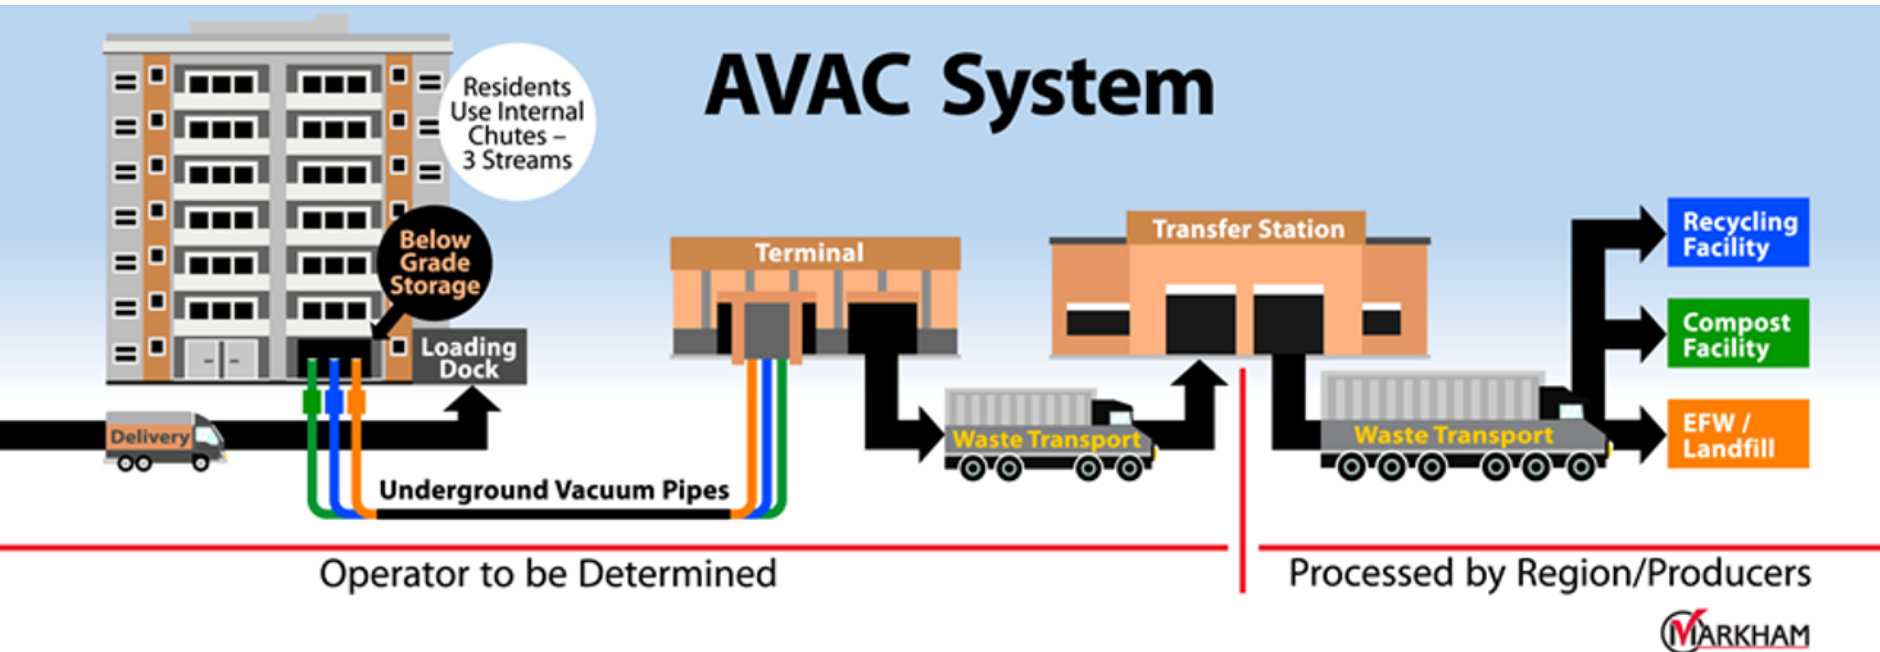 AVAC System
Residents
Use Internal
Chutes –
3 Streams
Below
Grade
Storage
Loading
Dock
Delivery
Underground Vacuum Pipes
Terminal
Waste Transport
Transfer Station
Waste Transport
Recycling
Facility
Compost
Facility
EFW /
Landfill
Operator to be Determined
Processed by Region/Producers
MARKHAM